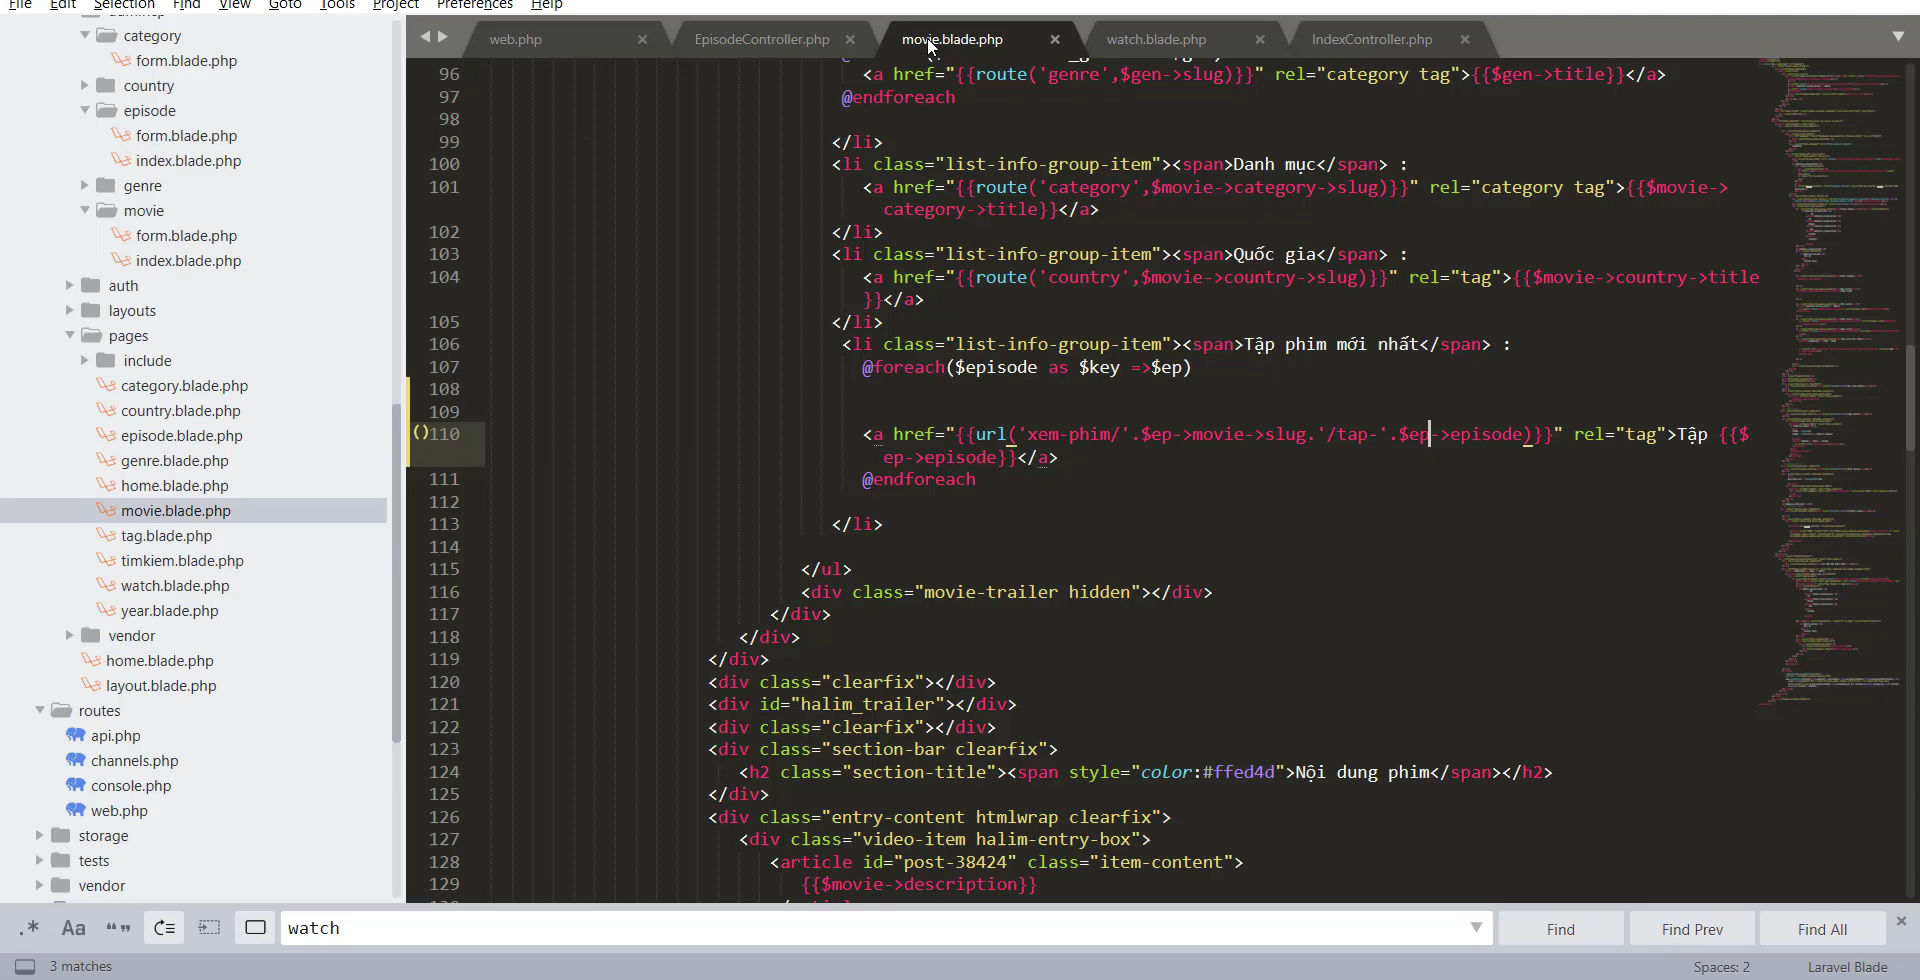 File Edit Selection Find View Goto Tools Project Preferences Help
category
form.blade.php
country
episode
form.blade.php
index.blade.php
genre
movie
form.blade.php
index.blade.php
auth
layouts
pages
include
category.blade.php
country.blade.php
episode.blade.php
genre.blade.php
home.blade.php
movie.blade.php
tag.blade.php
timkiem.blade.php
watch.blade.php
year.blade.php
vendor
home.blade.php
layout.blade.php
routes
api.php
channels.php
console.php
web.php
storage
tests
vendor
web.php EpisodeController.php movie.blade.php watch.blade.php IndexController.php
96 <a href="{{route('genre',$gen->slug)}}" rel="category tag">{{$gen->title}}</a>
97 @endforeach
98
99 </li>
100 <li class="list-info-group-item"><span>Danh mục</span> :
101 <a href="{{route('category',$movie->category->slug)}}" rel="category tag">{{$movie->
category->title}}</a>
102 </li>
103 <li class="list-info-group-item"><span>Quốc gia</span> :
104 <a href="{{route('country',$movie->country->slug)}}" rel="tag">{{$movie->country->title
}}</a>
105 </li>
106 <li class="list-info-group-item"><span>Tập phim mới nhất</span> :
107 @foreach($episode as $key =>$ep)
108
109
110 <a href="{{url('xem-phim/'.$ep->movie->slug.'/tap-'.$ep->episode)}}" rel="tag">Tập {{$
ep->episode}}</a>
111 @endforeach
112
113 </li>
114
115 </ul>
116 <div class="movie-trailer hidden"></div>
117 </div>
118 </div>
119 </div>
120 <div class="clearfix"></div>
121 <div id="halim_trailer"></div>
122 <div class="clearfix"></div>
123 <div class="section-bar clearfix">
124 <h2 class="section-title"><span style="color:#ffed4d">Nội dung phim</span></h2>
125 </div>
126 <div class="entry-content htmlwrap clearfix">
127 <div class="video-item halim-entry-box">
128 <article id="post-38424" class="item-content">
129 {{$movie->description}}
.* Aa “” watch Find Find Prev Find All
3 matches Spaces: 2 Laravel Blade